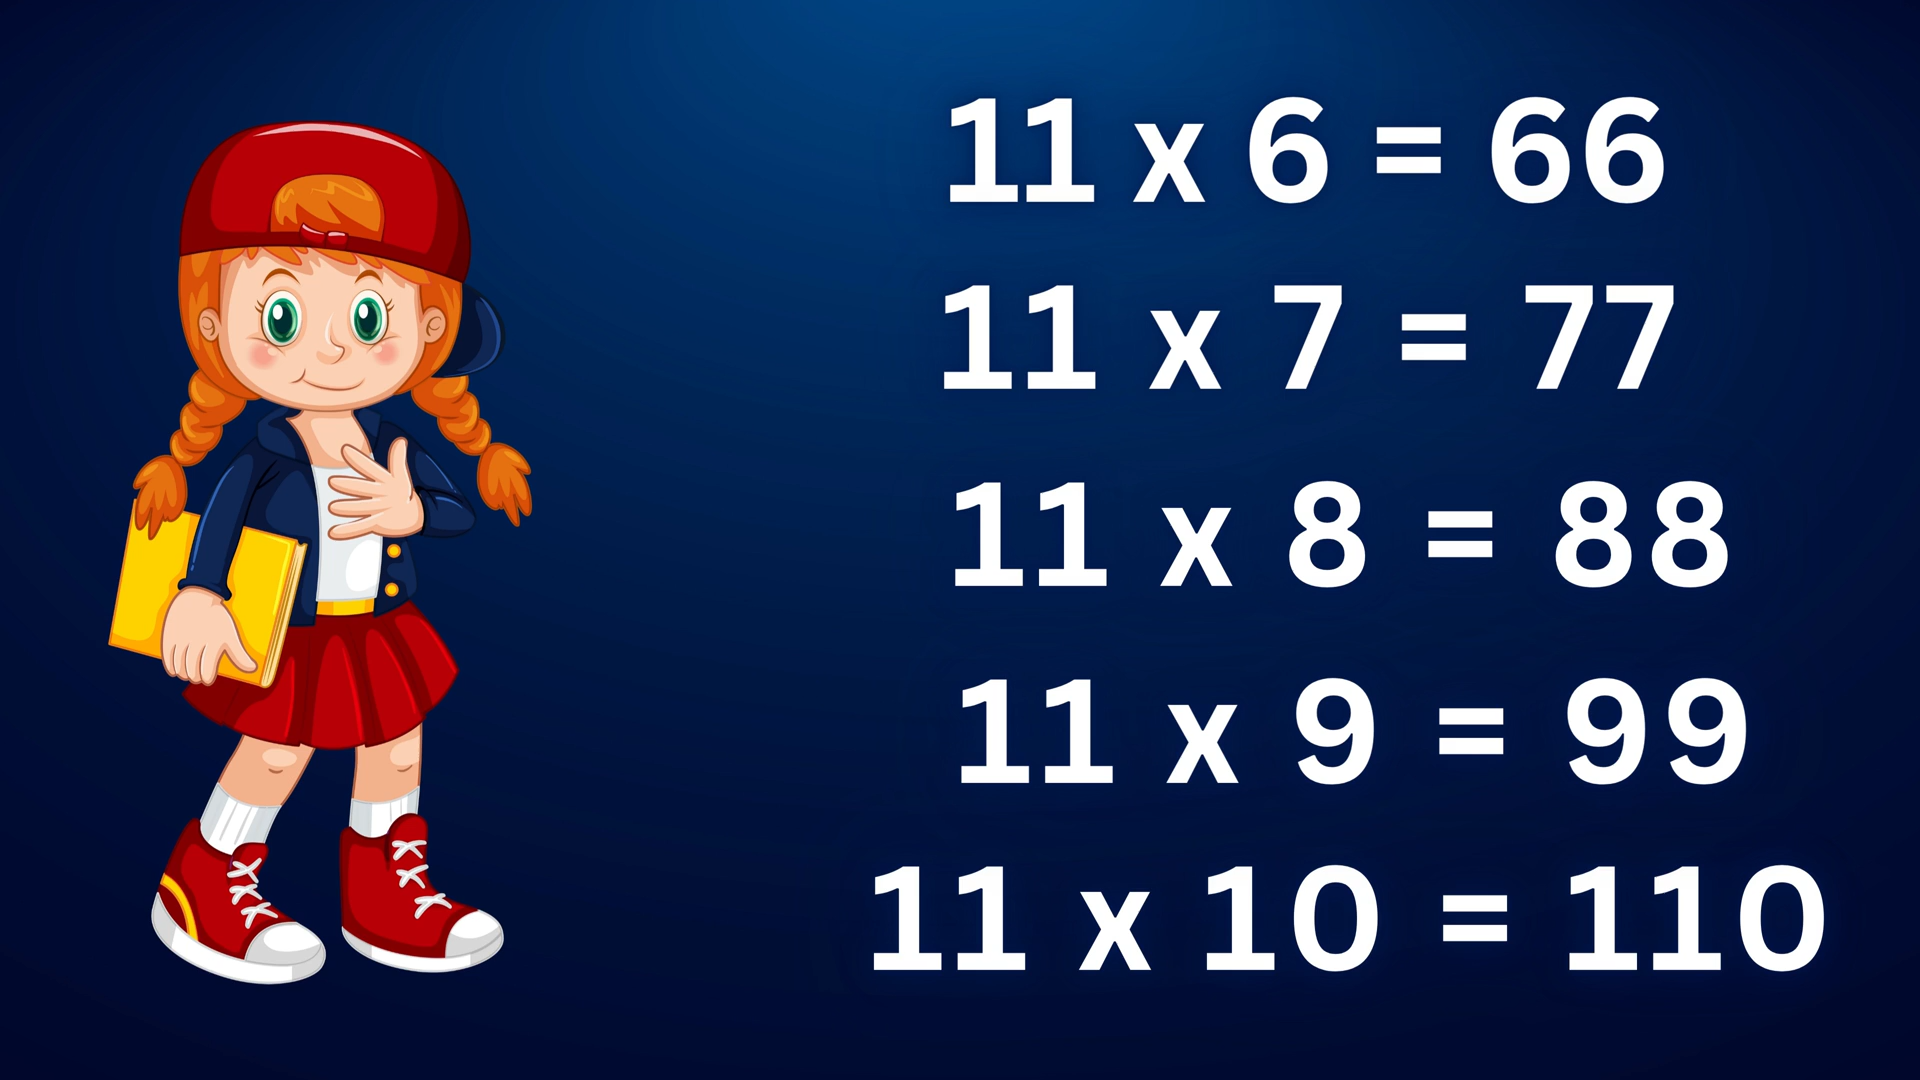 11 x 6 = 66
11 x 7 = 77
11 x 8 = 88
11 x 9 = 99
11 x 10 = 110